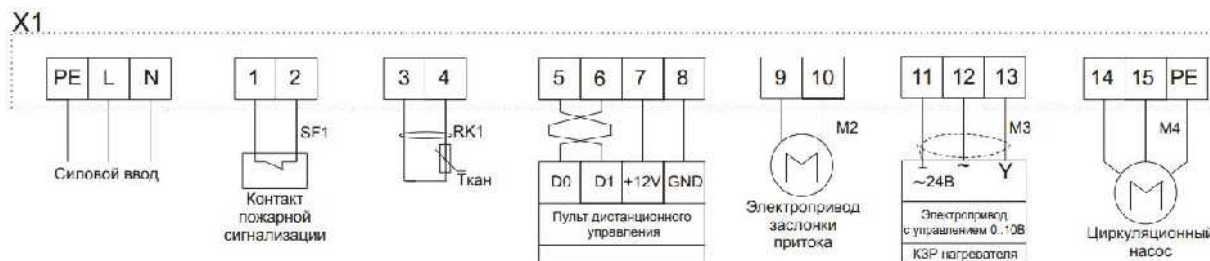 X1
PE L N 1 2 3 4 5 6 7 8 9 10 11 12 13 14 15 PE
SF1 RK1 M2 M3 M4
Силовой ввод
Контакт
пожарной
сигнализации
Ткан
D0 D1 +12V GND
Пульт дистанционного
управления
M
Электропривод
заслонки
притока
~24В ~ Y
Электропривод
с управлением 0..10В
КЗР нагревателя
M
Циркуляционный
насос